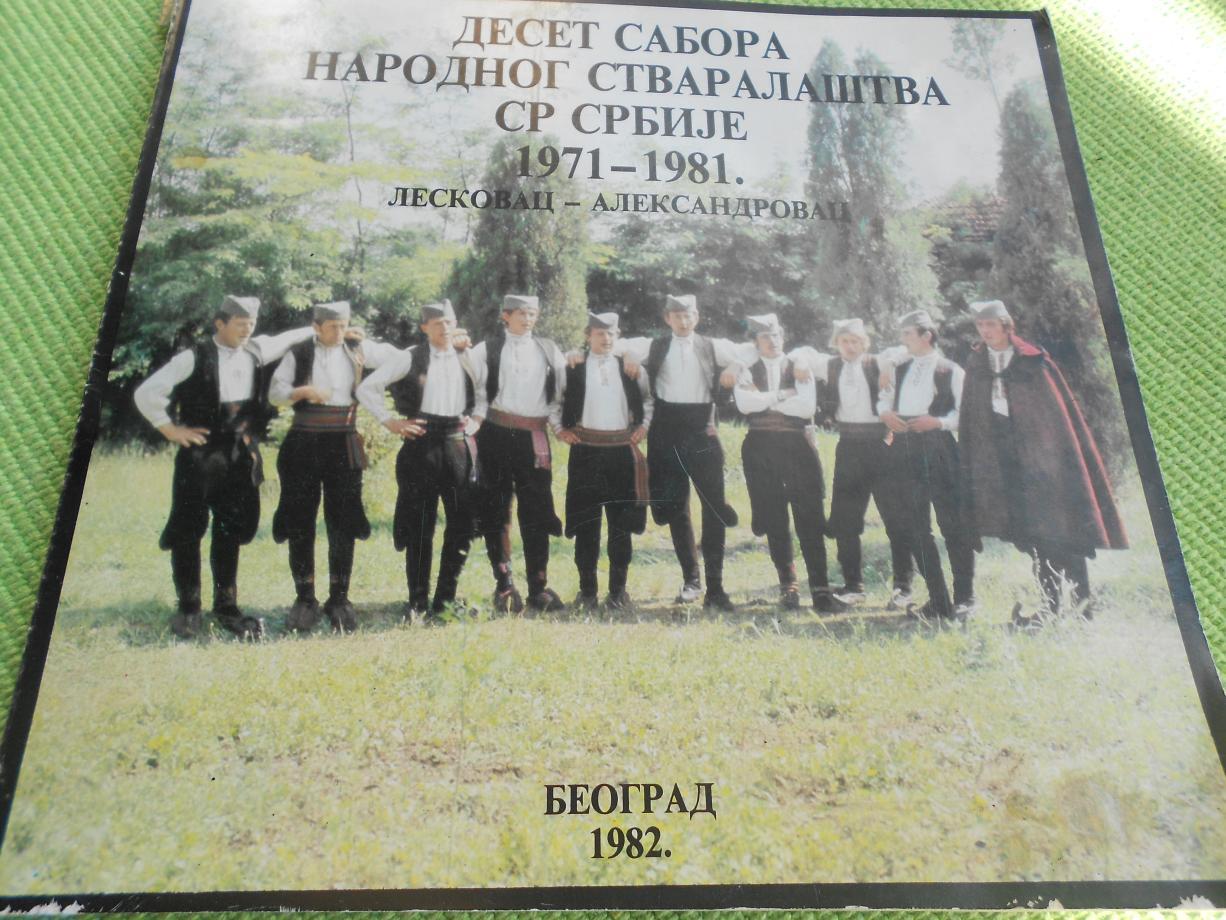 ДЕСЕТ САБОРА
НАРОДНОГ СТВАРАЛАШТВА
СР СРБИЈЕ
1971–1981.
ЛЕСКОВАЦ – АЛЕКСАНДРОВАЦ
БЕОГРАД
1982.